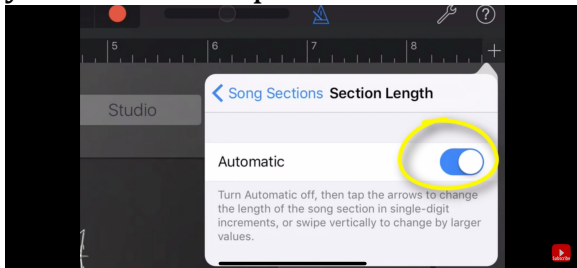 5 6 7 8 +
Studio
Song Sections Section Length
Automatic
Turn Automatic off, then tap the arrows to change
the length of the song section in single-digit
increments, or swipe vertically to change by larger
values.
Subscribe